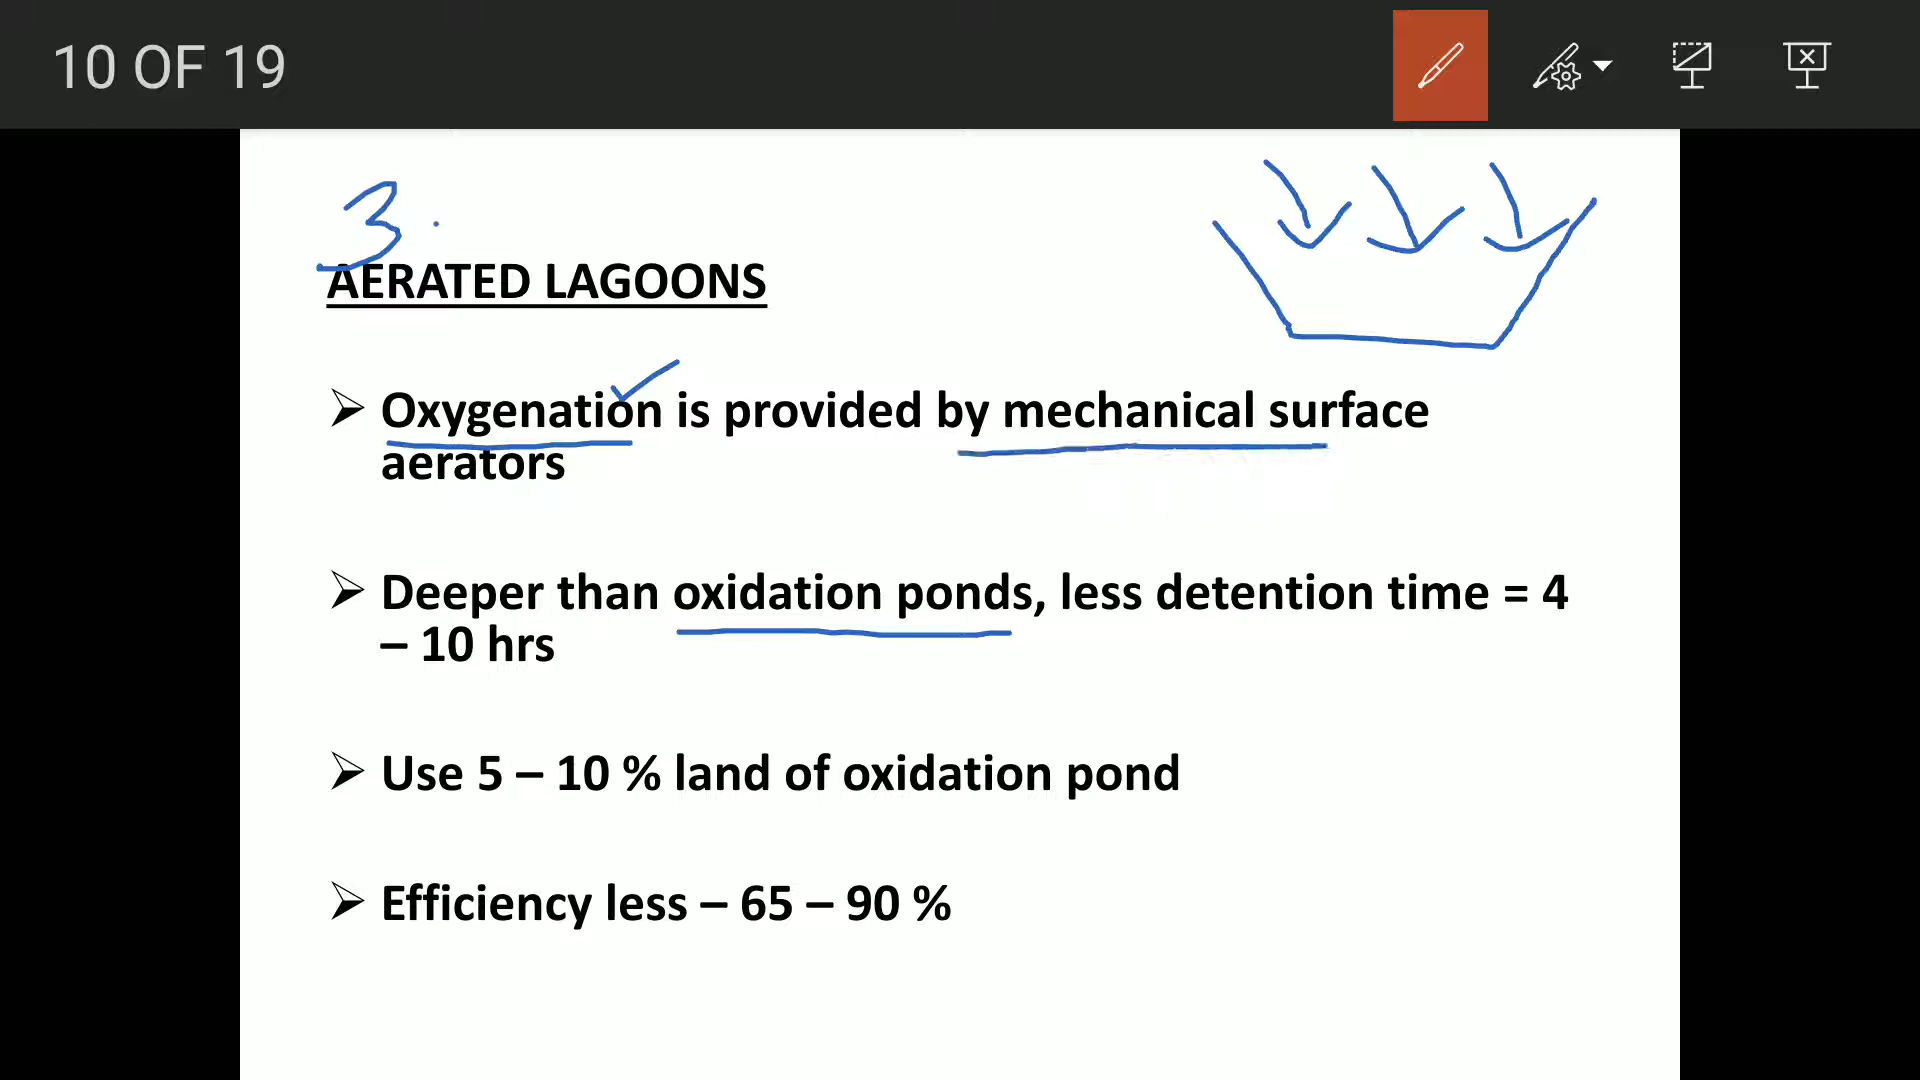 10 OF 19
3.
AERATED LAGOONS
➢ Oxygenation is provided by mechanical surface
aerators
➢ Deeper than oxidation ponds, less detention time = 4
– 10 hrs
➢ Use 5 – 10 % land of oxidation pond
➢ Efficiency less – 65 – 90 %